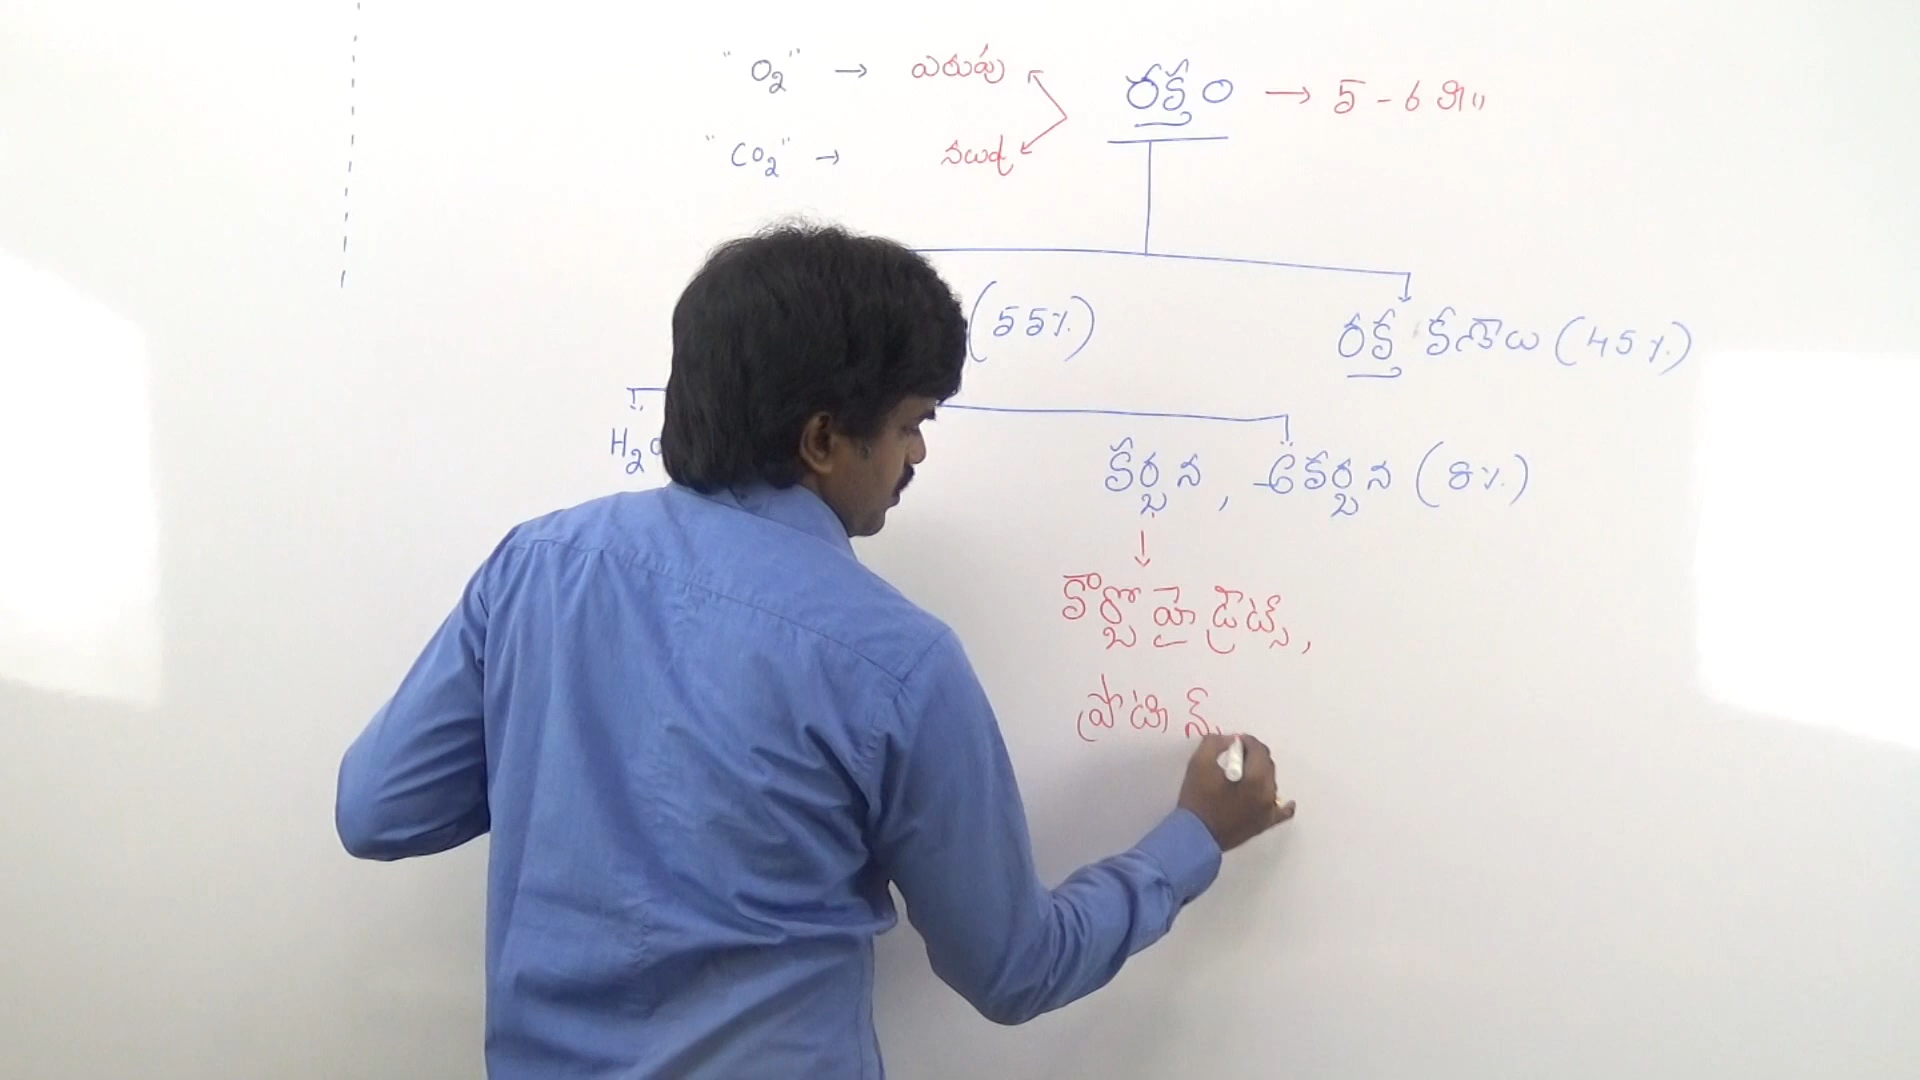 "O₂" → ఎరుపు రక్తం → 5 - 6 లీ॥
"CO₂" → నలుపు
(55%)
రక్త కణాలు (45%)
H₂O
కర్బన, అకర్బన (8%)
కార్బోహైడ్రేట్స్,
ప్రోటీన్స్,